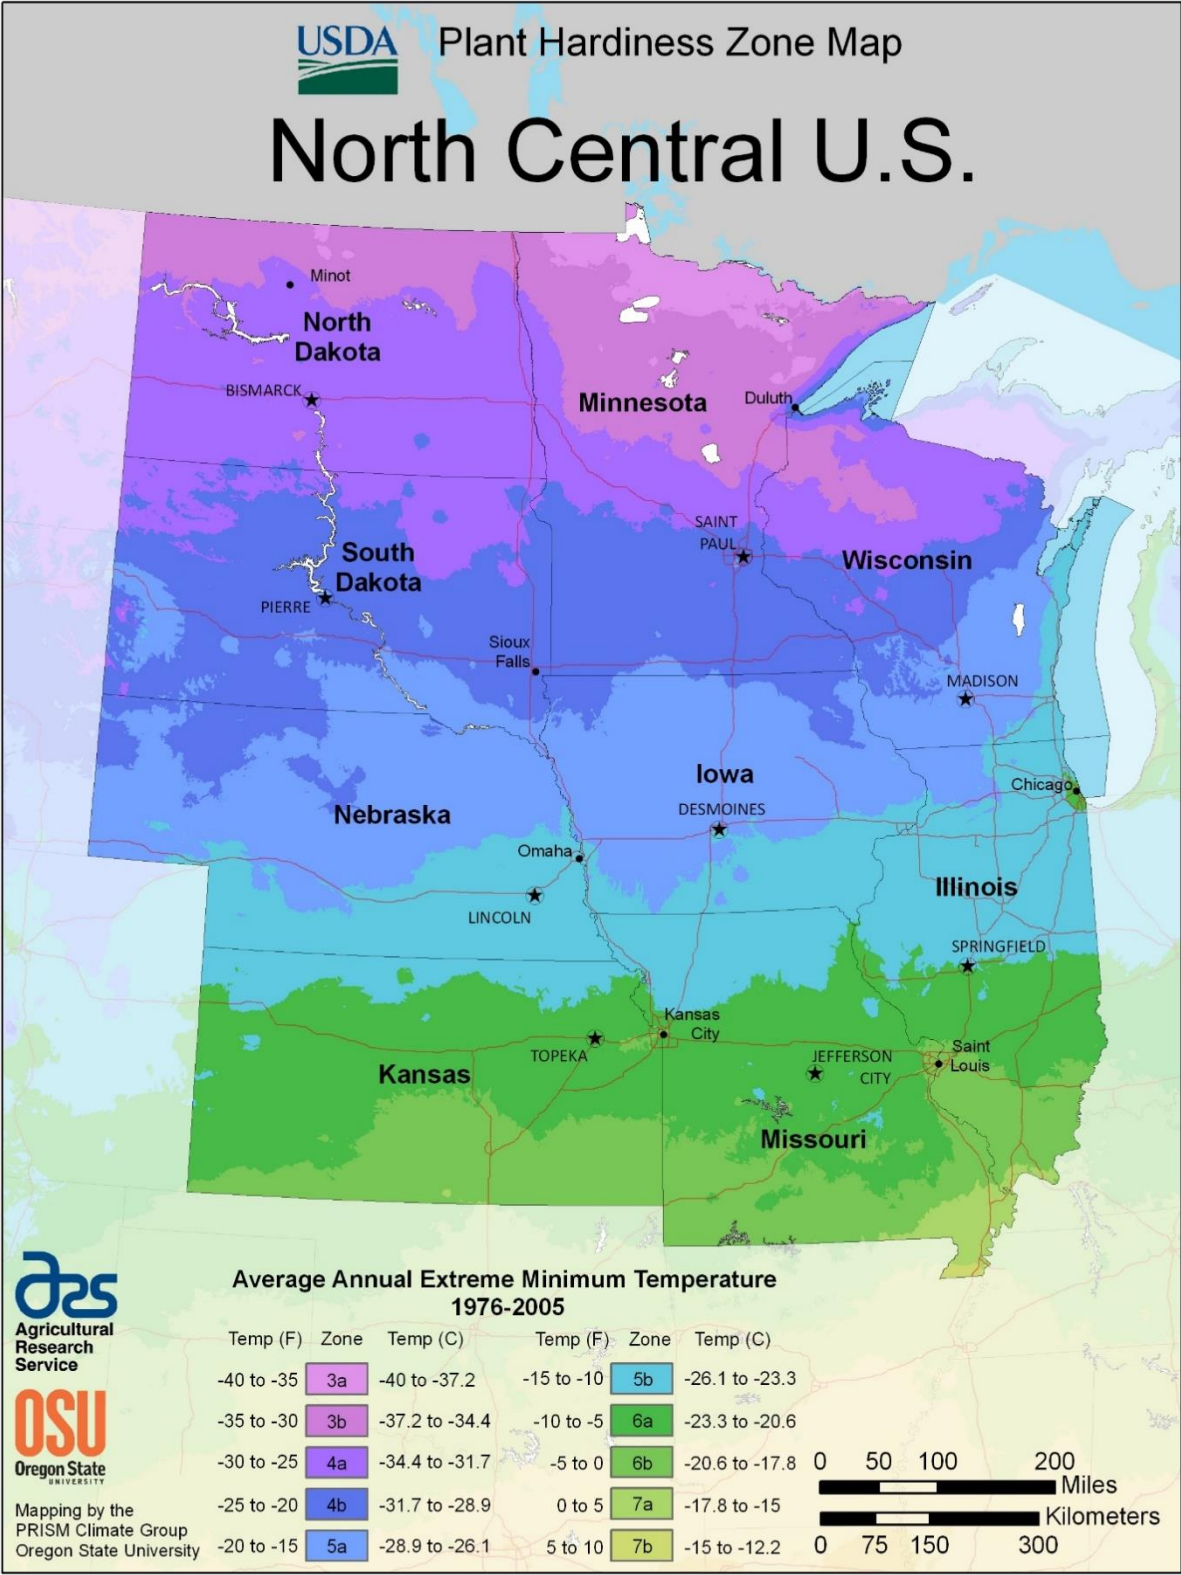 USDA Plant Hardiness Zone Map
North Central U.S.
Minot
North
Dakota
BISMARCK
Minnesota
Duluth
SAINT
PAUL
Wisconsin
South
Dakota
PIERRE
Sioux
Falls
MADISON
Iowa
Chicago
DESMOINES
Nebraska
Omaha
Illinois
LINCOLN
SPRINGFIELD
Kansas
City
TOPEKA
JEFFERSON
CITY
Saint
Louis
Kansas
Missouri
ars
Agricultural
Research
Service
OSU
Oregon State
UNIVERSITY
Mapping by the
PRISM Climate Group
Oregon State University
Average Annual Extreme Minimum Temperature
1976-2005
Temp (F) Zone Temp (C) Temp (F) Zone Temp (C)
-40 to -35 3a -40 to -37.2 -15 to -10 5b -26.1 to -23.3
-35 to -30 3b -37.2 to -34.4 -10 to -5 6a -23.3 to -20.6
-30 to -25 4a -34.4 to -31.7 -5 to 0 6b -20.6 to -17.8
-25 to -20 4b -31.7 to -28.9 0 to 5 7a -17.8 to -15
-20 to -15 5a -28.9 to -26.1 5 to 10 7b -15 to -12.2
0 50 100 200
Miles
Kilometers
0 75 150 300